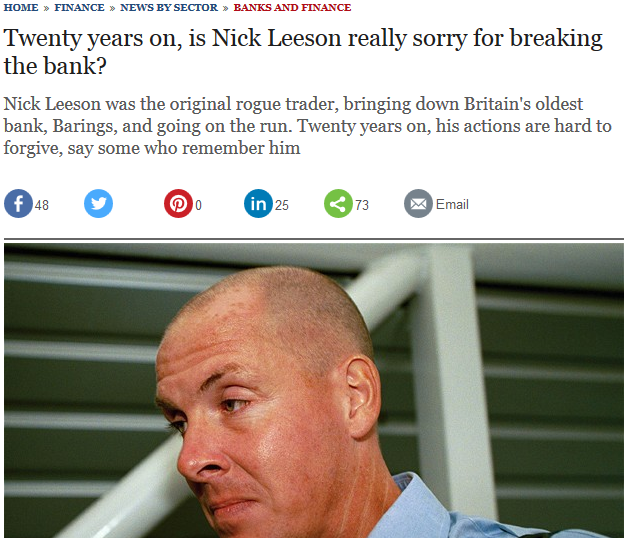 HOME » FINANCE » NEWS BY SECTOR » BANKS AND FINANCE
Twenty years on, is Nick Leeson really sorry for breaking
the bank?
Nick Leeson was the original rogue trader, bringing down Britain's oldest
bank, Barings, and going on the run. Twenty years on, his actions are hard to
forgive, say some who remember him
f 48 0 in 25 73 Email